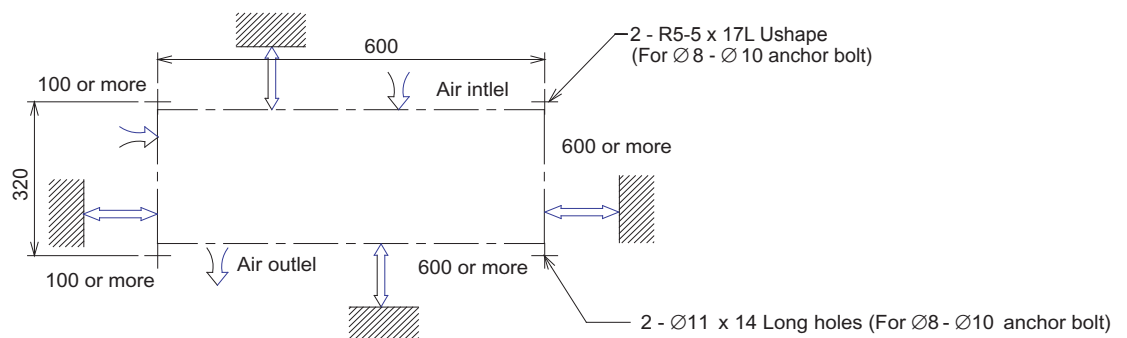 600
2 - R5-5 x 17L Ushape
(For ∅8 - ∅10 anchor bolt)
100 or more
Air intlel
600 or more
320
Air outlel
600 or more
100 or more
2 - ∅11 x 14 Long holes (For ∅8 - ∅10 anchor bolt)